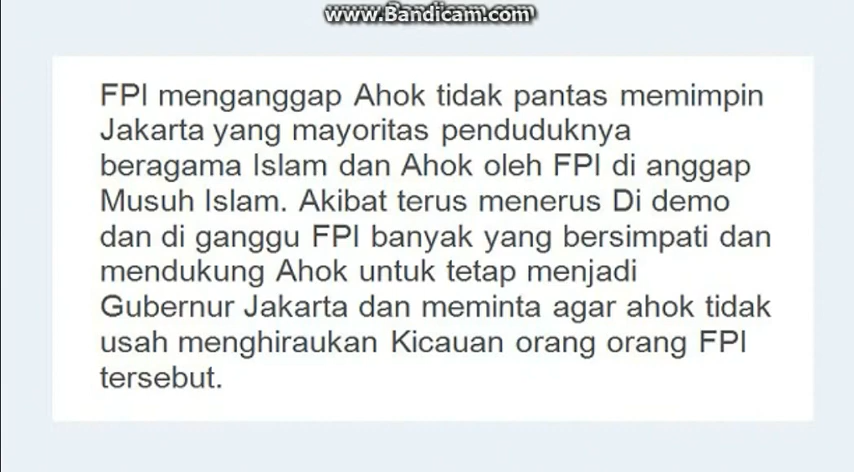 www.Bandicam.com
FPI menganggap Ahok tidak pantas memimpin
Jakarta yang mayoritas penduduknya
beragama Islam dan Ahok oleh FPI di anggap
Musuh Islam. Akibat terus menerus Di demo
dan di ganggu FPI banyak yang bersimpati dan
mendukung Ahok untuk tetap menjadi
Gubernur Jakarta dan meminta agar ahok tidak
usah menghiraukan Kicauan orang orang FPI
tersebut.